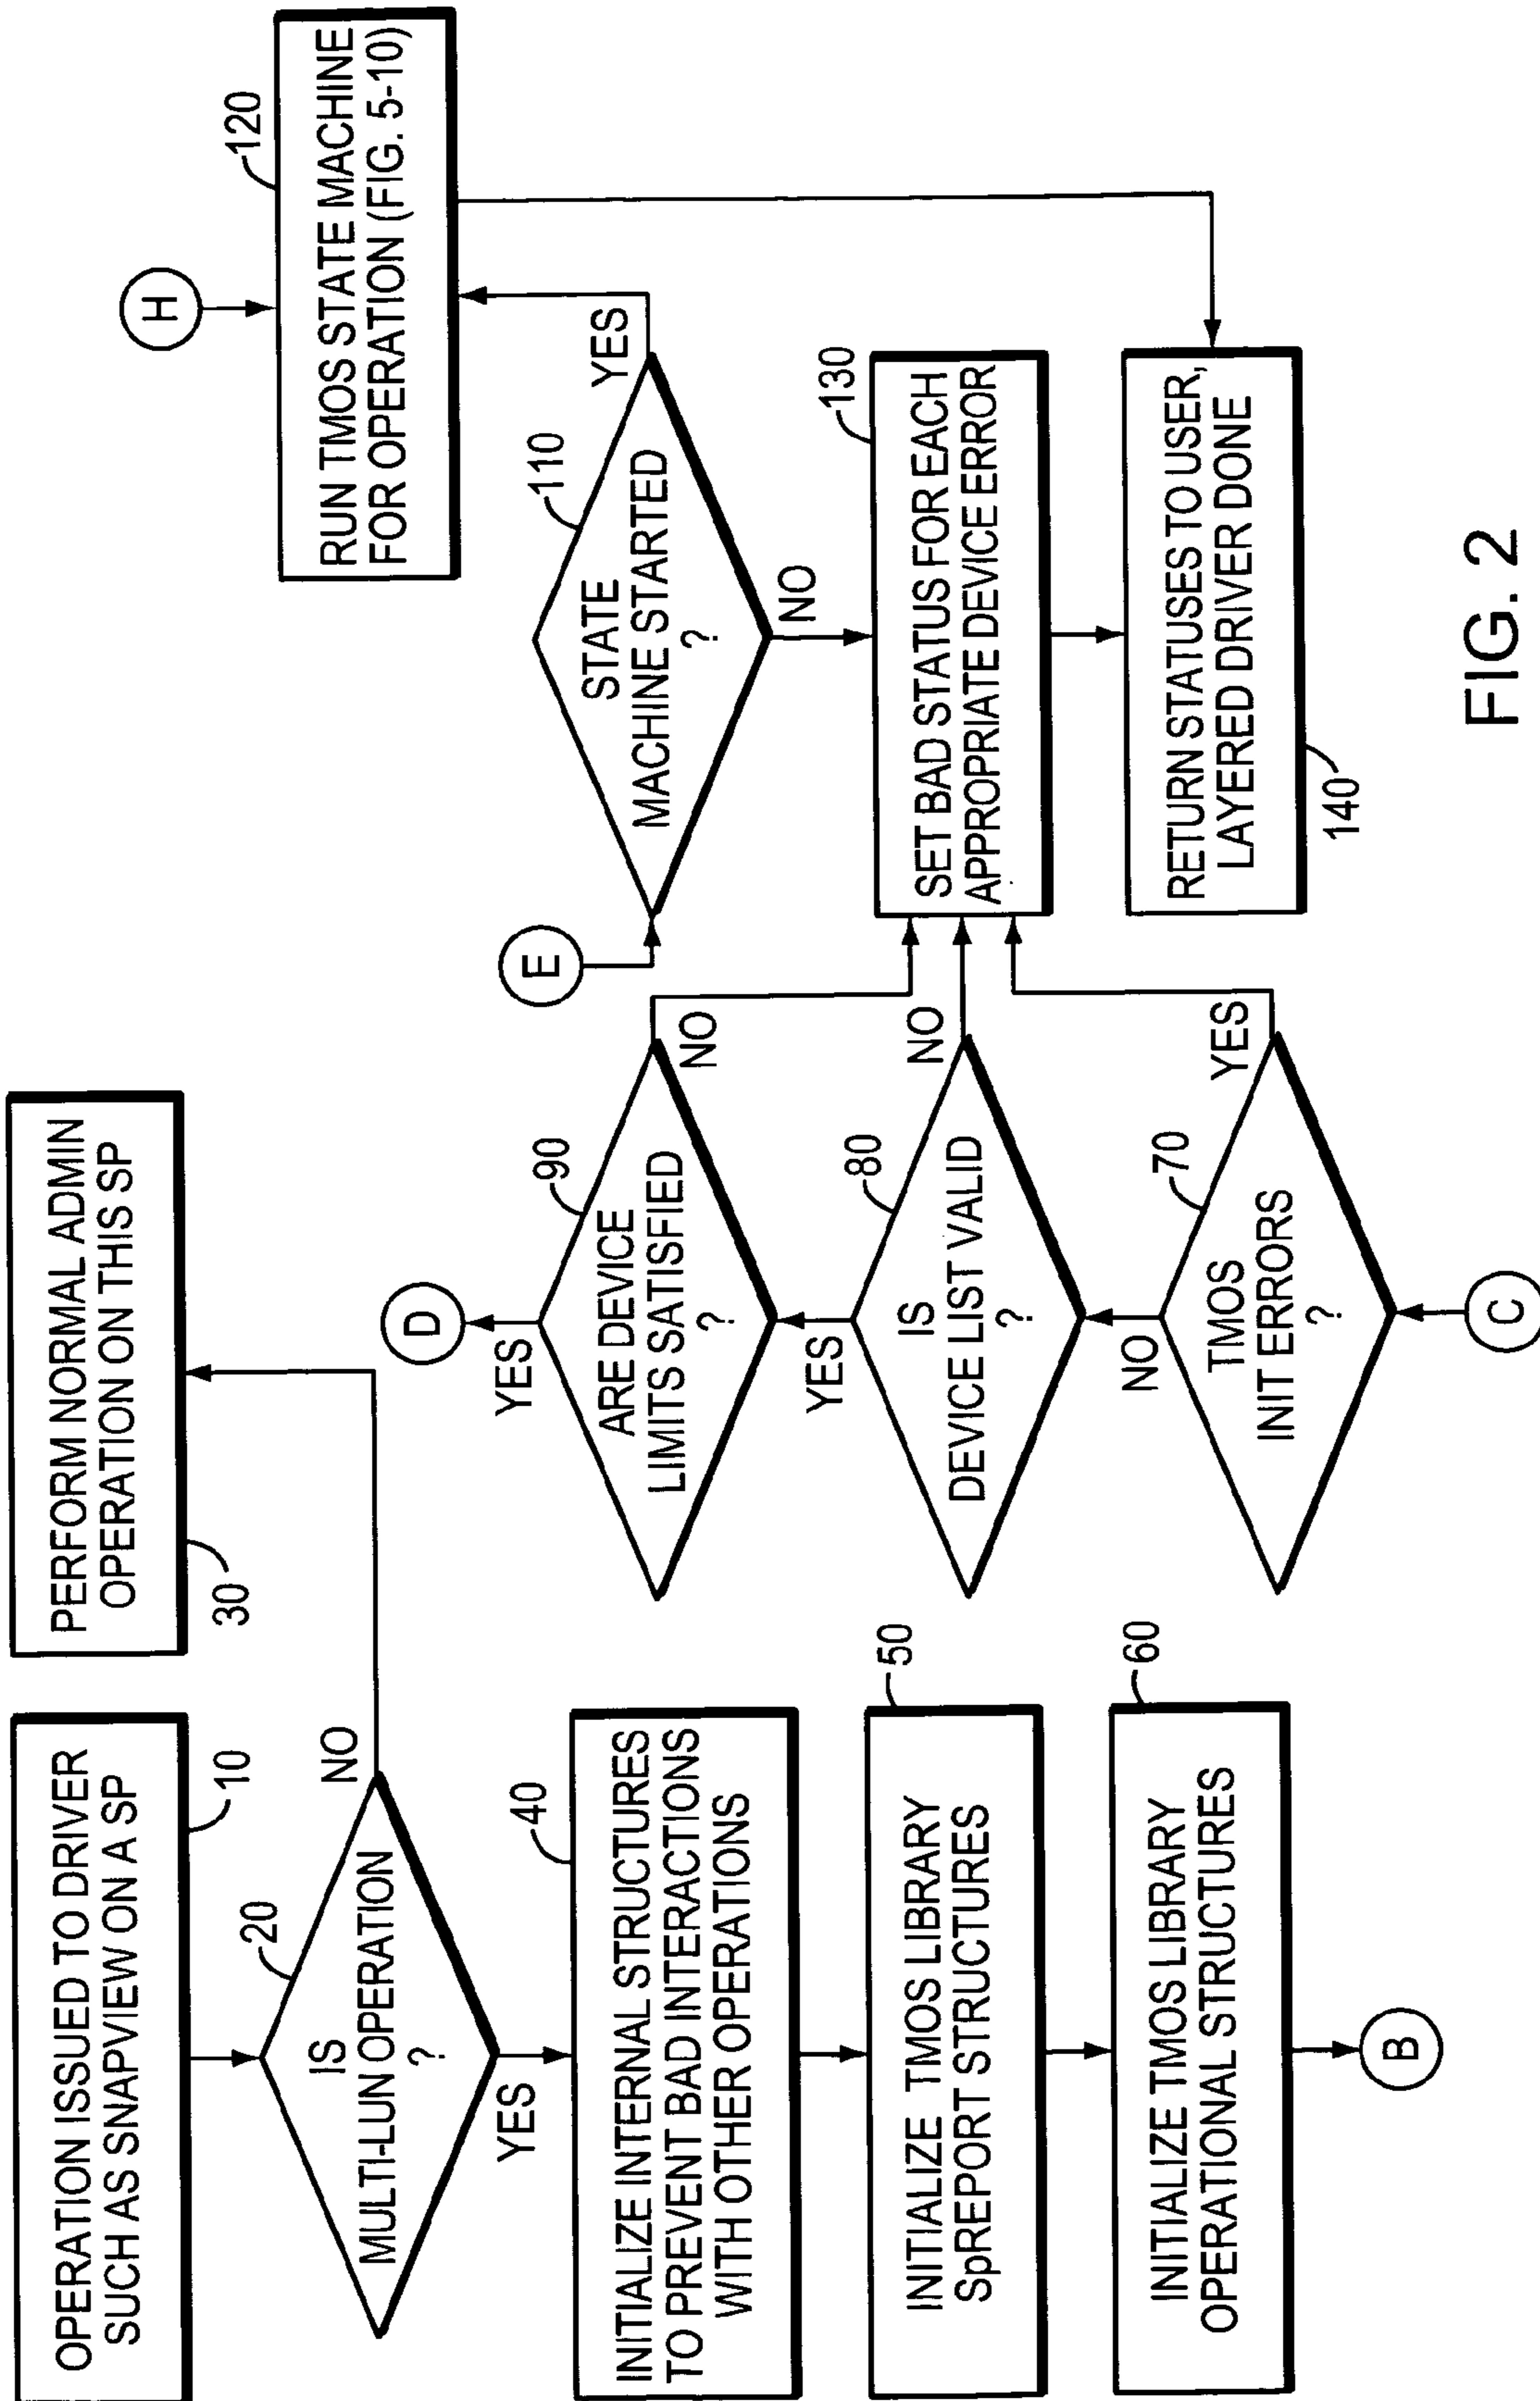 OPERATION ISSUED TO DRIVER
SUCH AS SNAPVIEW ON A SP
10
20
IS
MULTI-LUN OPERATION
?
NO
YES
PERFORM NORMAL ADMIN
OPERATION ON THIS SP
30
40
INITIALIZE INTERNAL STRUCTURES
TO PREVENT BAD INTERACTIONS
WITH OTHER OPERATIONS
50
INITIALIZE TMOS LIBRARY
SpREPORT STRUCTURES
60
INITIALIZE TMOS LIBRARY
OPERATIONAL STRUCTURES
B
D
YES
90
ARE DEVICE
LIMITS SATISFIED
?
NO
YES
80
IS
DEVICE LIST VALID
?
NO
NO
70
TMOS
INIT ERRORS
?
YES
C
H
120
RUN TMOS STATE MACHINE
FOR OPERATION (FIG. 5-10)
E
110
STATE
MACHINE STARTED
?
YES
NO
130
SET BAD STATUS FOR EACH
APPROPRIATE DEVICE ERROR
RETURN STATUSES TO USER,
LAYERED DRIVER DONE
140
FIG. 2